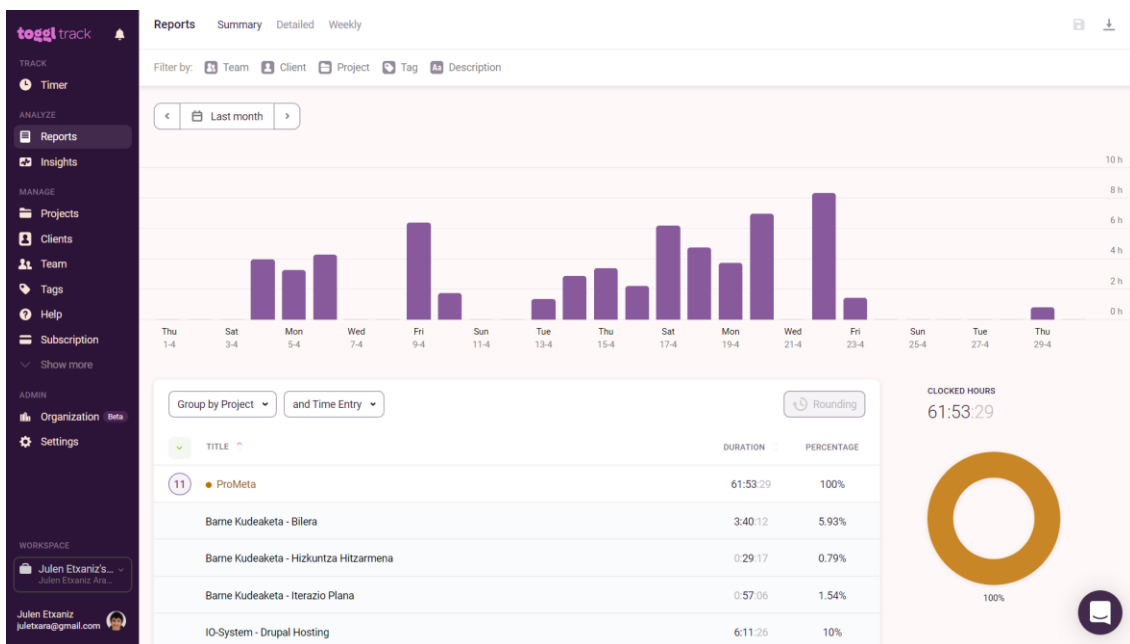 toggl track
TRACK
Timer
ANALYZE
Reports
Insights
MANAGE
Projects
Clients
Team
Tags
Help
Subscription
Show more
ADMIN
Organization Beta
Settings
WORKSPACE
Julen Etxaniz's...
Julen Etxaniz Ara...
Julen Etxaniz
juletxara@gmail.com
Reports Summary Detailed Weekly
Filter by: Team Client Project Tag Aa Description
Last month
10 h
8 h
6 h
4 h
2 h
0 h
Thu Sat Mon Wed Fri Sun Tue Thu Sat Mon Wed Fri Sun Tue Thu
1-4 3-4 5-4 7-4 9-4 11-4 13-4 15-4 17-4 19-4 21-4 23-4 25-4 27-4 29-4
Group by Project and Time Entry Rounding
TITLE DURATION PERCENTAGE
11 ProMeta 61:53:29 100%
Barne Kudeaketa - Bilera 3:40:12 5.93%
Barne Kudeaketa - Hizkuntza Hitzarmena 0:29:17 0.79%
Barne Kudeaketa - Iterazio Plana 0:57:06 1.54%
IO-System - Drupal Hosting 6:11:26 10%
CLOCKED HOURS
61:53:29
100%